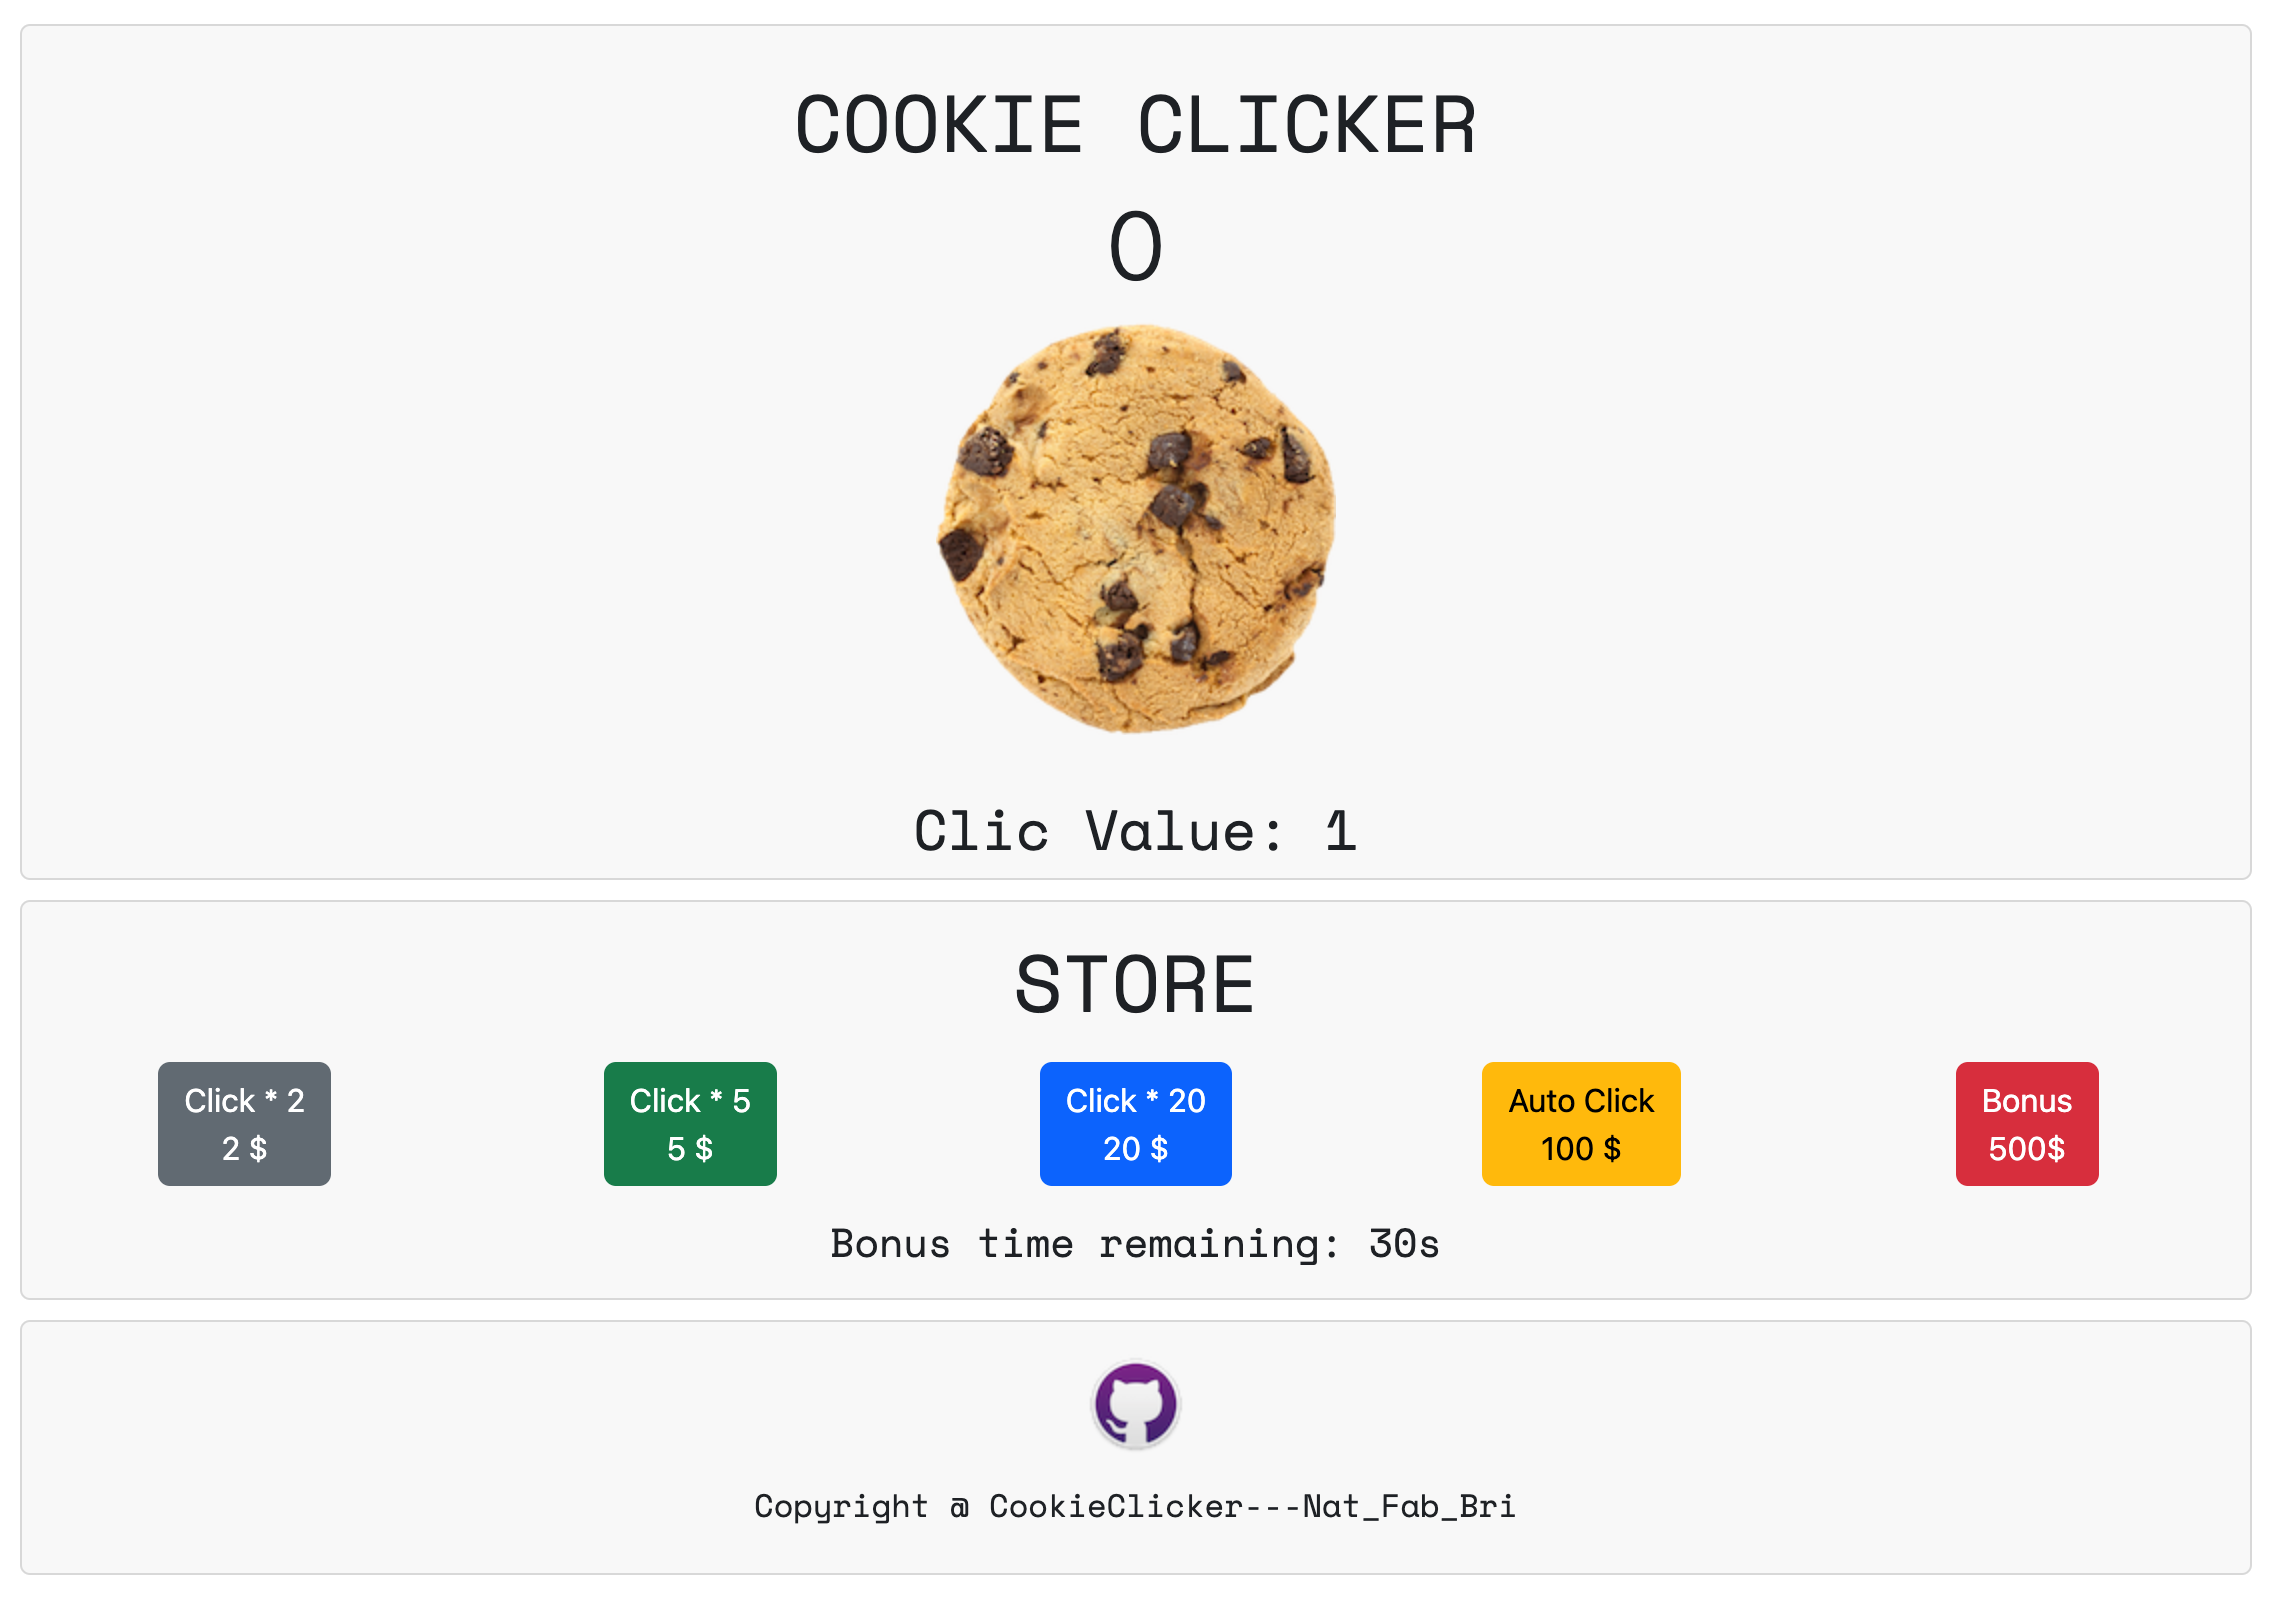 COOKIE CLICKER
0
Clic Value: 1
STORE
Click * 2
2 $
Click * 5
5 $
Click * 20
20 $
Auto Click
100 $
Bonus
500$
Bonus time remaining: 30s
Copyright @ CookieClicker---Nat_Fab_Bri